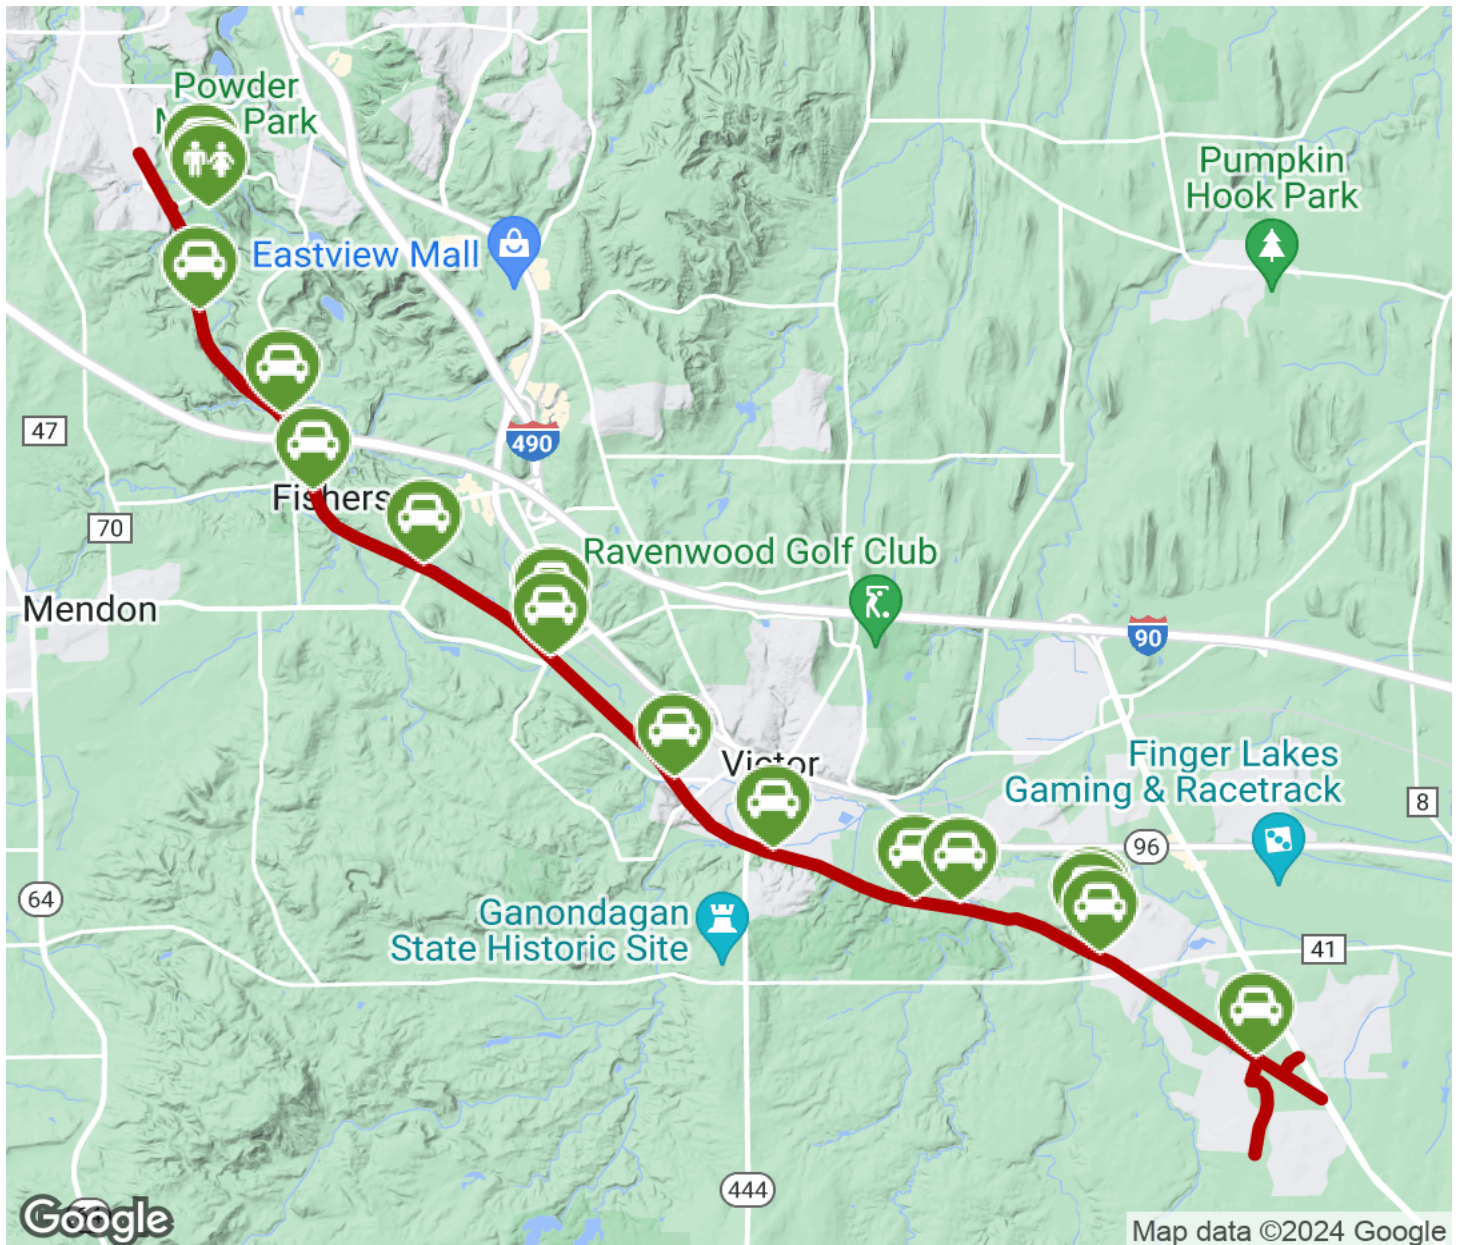 Powder
Park
Pumpkin
Hook Park
Eastview Mall
47
490
Fishers
70
Ravenwood Golf Club
Mendon
90
Victor
Finger Lakes
Gaming & Racetrack
8
96
64
Ganondagan
State Historic Site
41
444
Google
Map data ©2024 Google